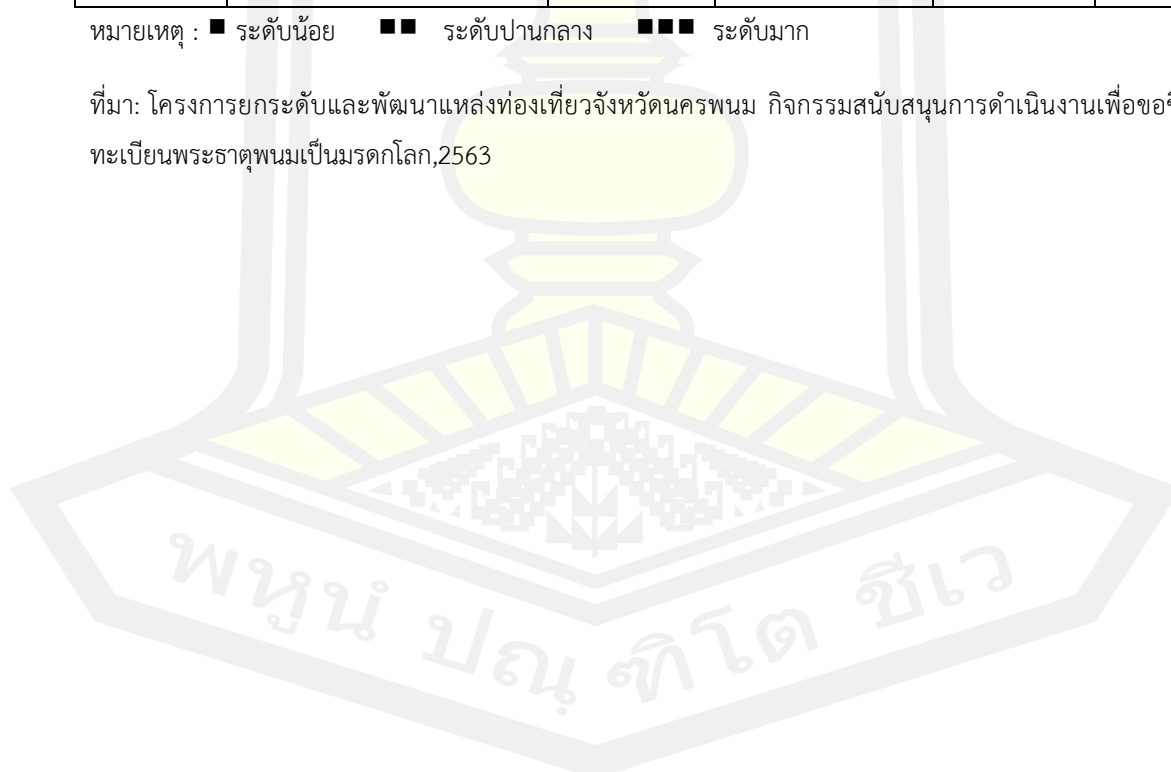 หมายเหตุ : ■ ระดับน้อย ■■ ระดับปานกลาง ■■■ ระดับมาก
ที่มา: โครงการยกระดับและพัฒนาแหล่งท่องเที่ยวจังหวัดนครพนม กิจกรรมสนับสนุนการดำเนินงานเพื่อขอ
ทะเบียนพระธาตุพนมเป็นมรดกโลก,2563
พหูนํ ปณฺฑิโต ชีเว